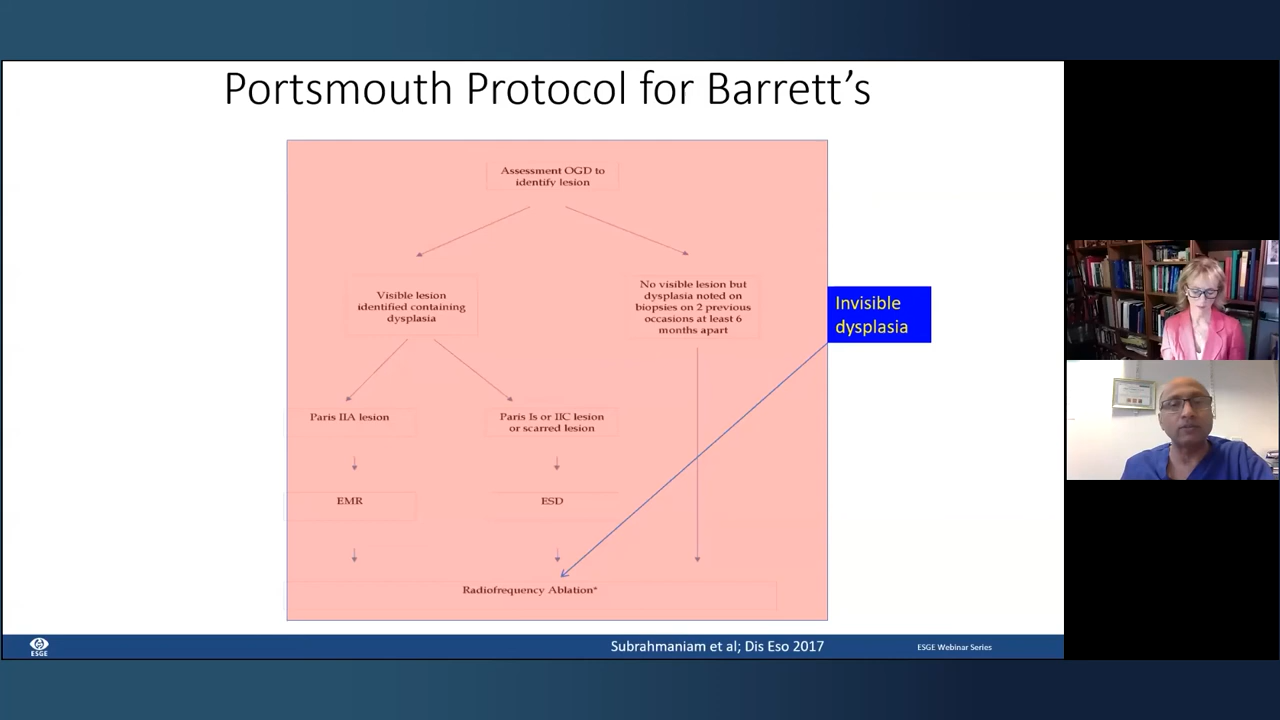 Portsmouth Protocol for Barrett's
Assessment OGD to
identify lesion
Visible lesion
identified containing
dysplasia
No visible lesion but
dysplasia noted on
biopsies on 2 previous
occasions at least 6
months apart
Invisible
dysplasia
Paris IIA lesion
Paris Is or IIC lesion
or scarred lesion
EMR
ESD
Radiofrequency Ablation*
ESGE
Subrahmaniam et al; Dis Eso 2017
ESGE Webinar Series